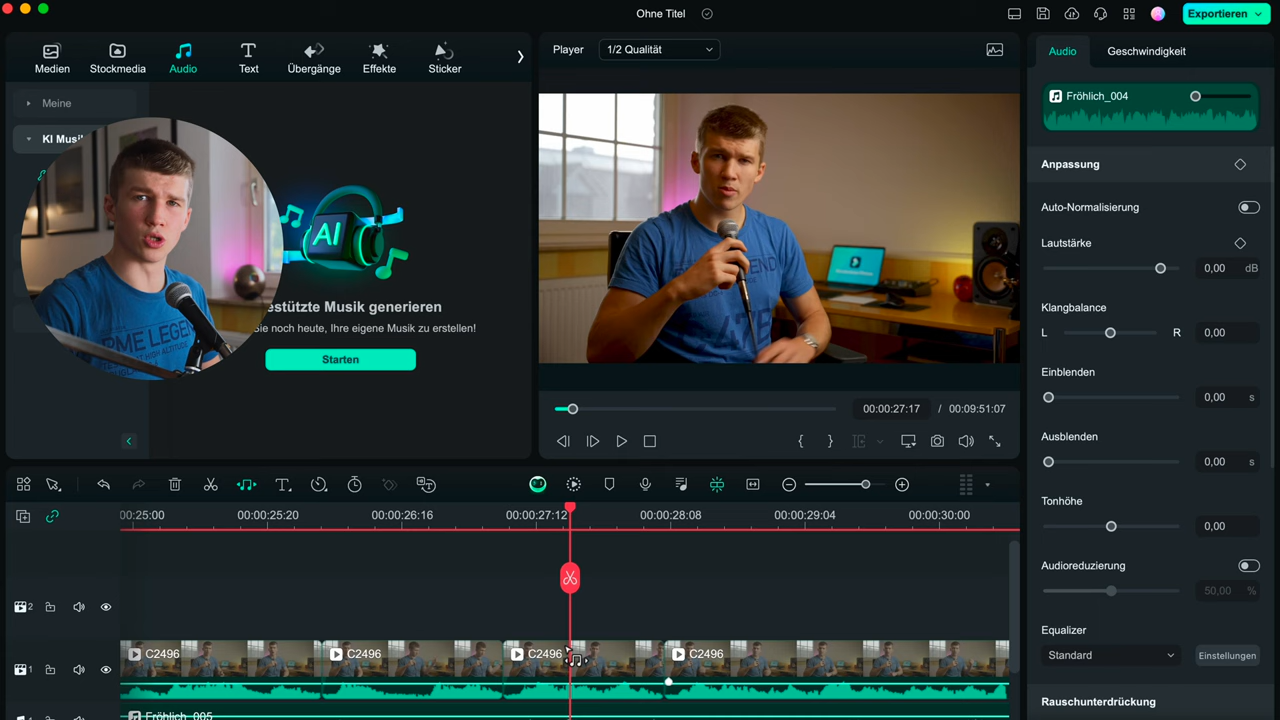 Ohne Titel
Exportieren
Medien
Stockmedia
Audio
Text
Übergänge
Effekte
Sticker
Player
1/2 Qualität
Audio
Geschwindigkeit
Meine
KI Musik
Fröhlich_004
AI
Anpassung
Auto-Normalisierung
Lautstärke
0,00 dB
estützte Musik generieren
Sie noch heute, Ihre eigene Musik zu erstellen!
Starten
Klangbalance
L R 0,00
Einblenden
0,00 s
00:00:27:17 / 00:09:51:07
Ausblenden
0,00 s
Tonhöhe
0,00
00:25:00
00:00:25:20
00:00:26:16
00:00:27:12
00:00:28:08
00:00:29:04
00:00:30:00
Audioreduzierung
50,00 %
2
Equalizer
Standard
Einstellungen
C2496
C2496
C2496
C2496
1
Rauschunterdrückung
Fröhlich_005